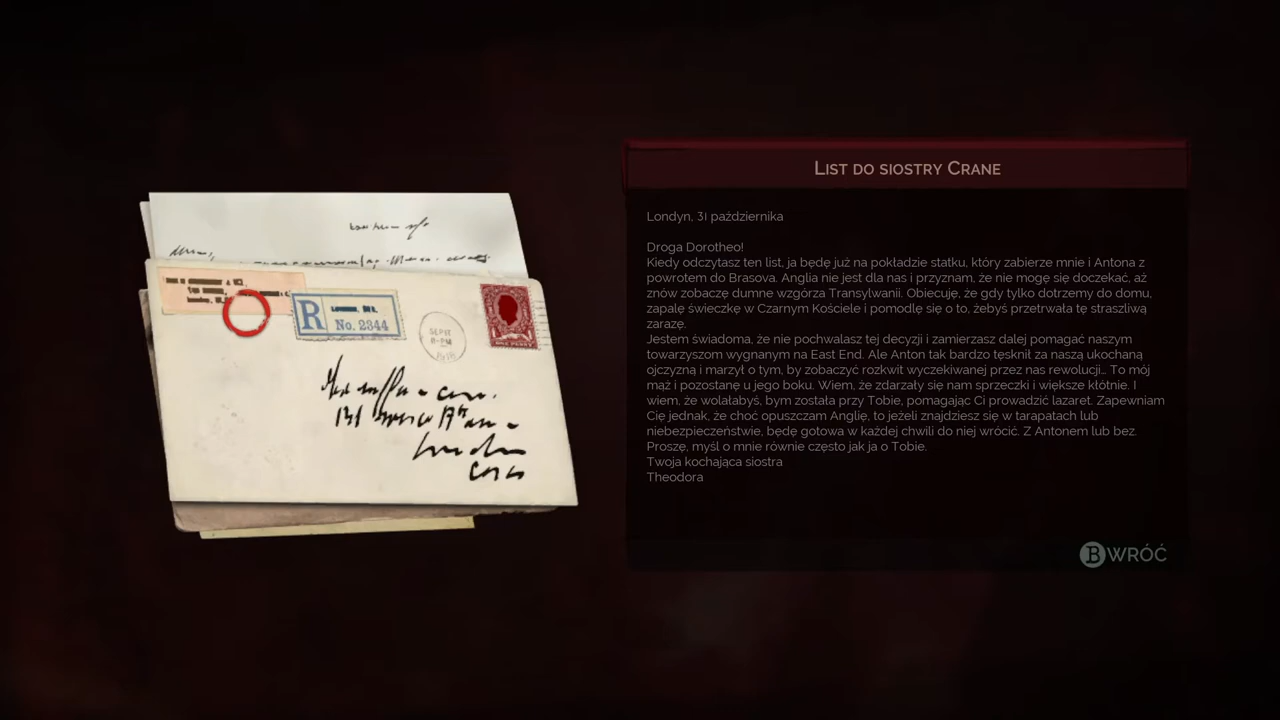 List do siostry Crane
Londyn, 31 października
Droga Dorotheo!
Kiedy odczytasz ten list, ja będę już na pokładzie statku, który zabierze mnie i Antona z
powrotem do Brasova. Anglia nie jest dla nas i przyznam, że nie mogę się doczekać, aż
znów zobaczę dumne wzgórza Transylwanii. Obiecuję, że gdy tylko dotrzemy do domu,
zapalę świeczkę w Czarnym Kościele i pomodlę się o to, żebyś przetrwała tę straszliwą
zarazę.
Jestem świadoma, że nie pochwalasz tej decyzji i zamierzasz dalej pomagać naszym
towarzyszom wygnanym na East End. Ale Anton tak bardzo tęsknił za naszą ukochaną
ojczyzną i marzył o tym, by zobaczyć rozkwit wyczekiwanej przez nas rewolucji... To mój
mąż i pozostanę u jego boku. Wiem, że zdarzały się nam sprzeczki i większe kłótnie. I
wiem, że wolałabyś, bym została przy Tobie, pomagając Ci prowadzić lazaret. Zapewniam
Cię jednak, że choć opuszczam Anglię, to jeżeli znajdziesz się w tarapatach lub
niebezpieczeństwie, będę gotowa w każdej chwili do niej wrócić. Z Antonem lub bez.
Proszę, myśl o mnie równie często jak ja o Tobie.
Twoja kochająca siostra
Theodora
R
No. 2344
ONE PENNY
B WRÓĆ